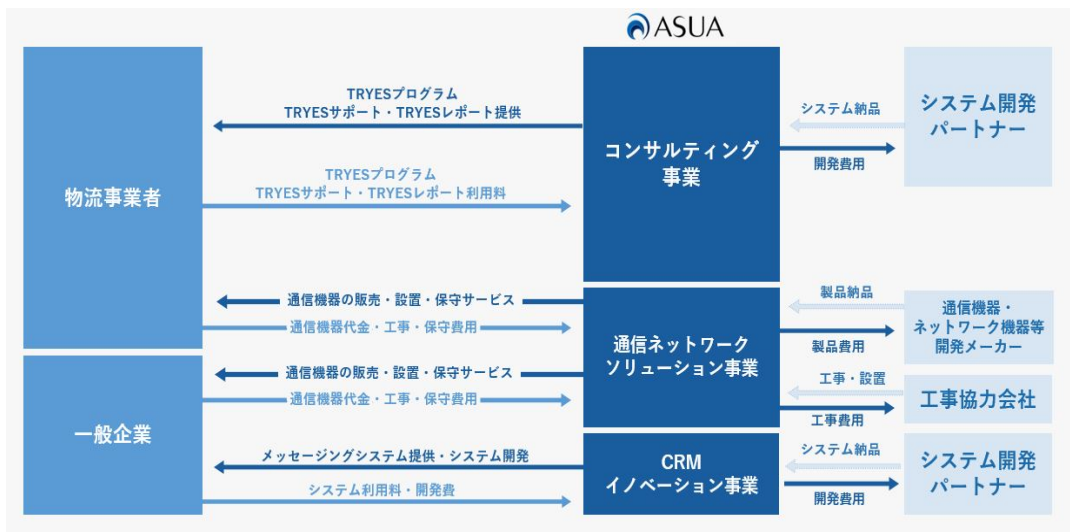 ASUA
物流事業者
TRYESプログラム
TRYESサポート・TRYESレポート提供
TRYESプログラム
TRYESサポート・TRYESレポート利用料
コンサルティング
事業
システム納品
開発費用
システム開発
パートナー
通信機器の販売・設置・保守サービス
通信機器代金・工事・保守費用
通信ネットワーク
ソリューション事業
製品納品
製品費用
通信機器・
ネットワーク機器等
開発メーカー
一般企業
通信機器の販売・設置・保守サービス
通信機器代金・工事・保守費用
工事・設置
工事費用
工事協力会社
メッセージングシステム提供・システム開発
システム利用料・開発費
CRM
イノベーション事業
システム納品
開発費用
システム開発
パートナー